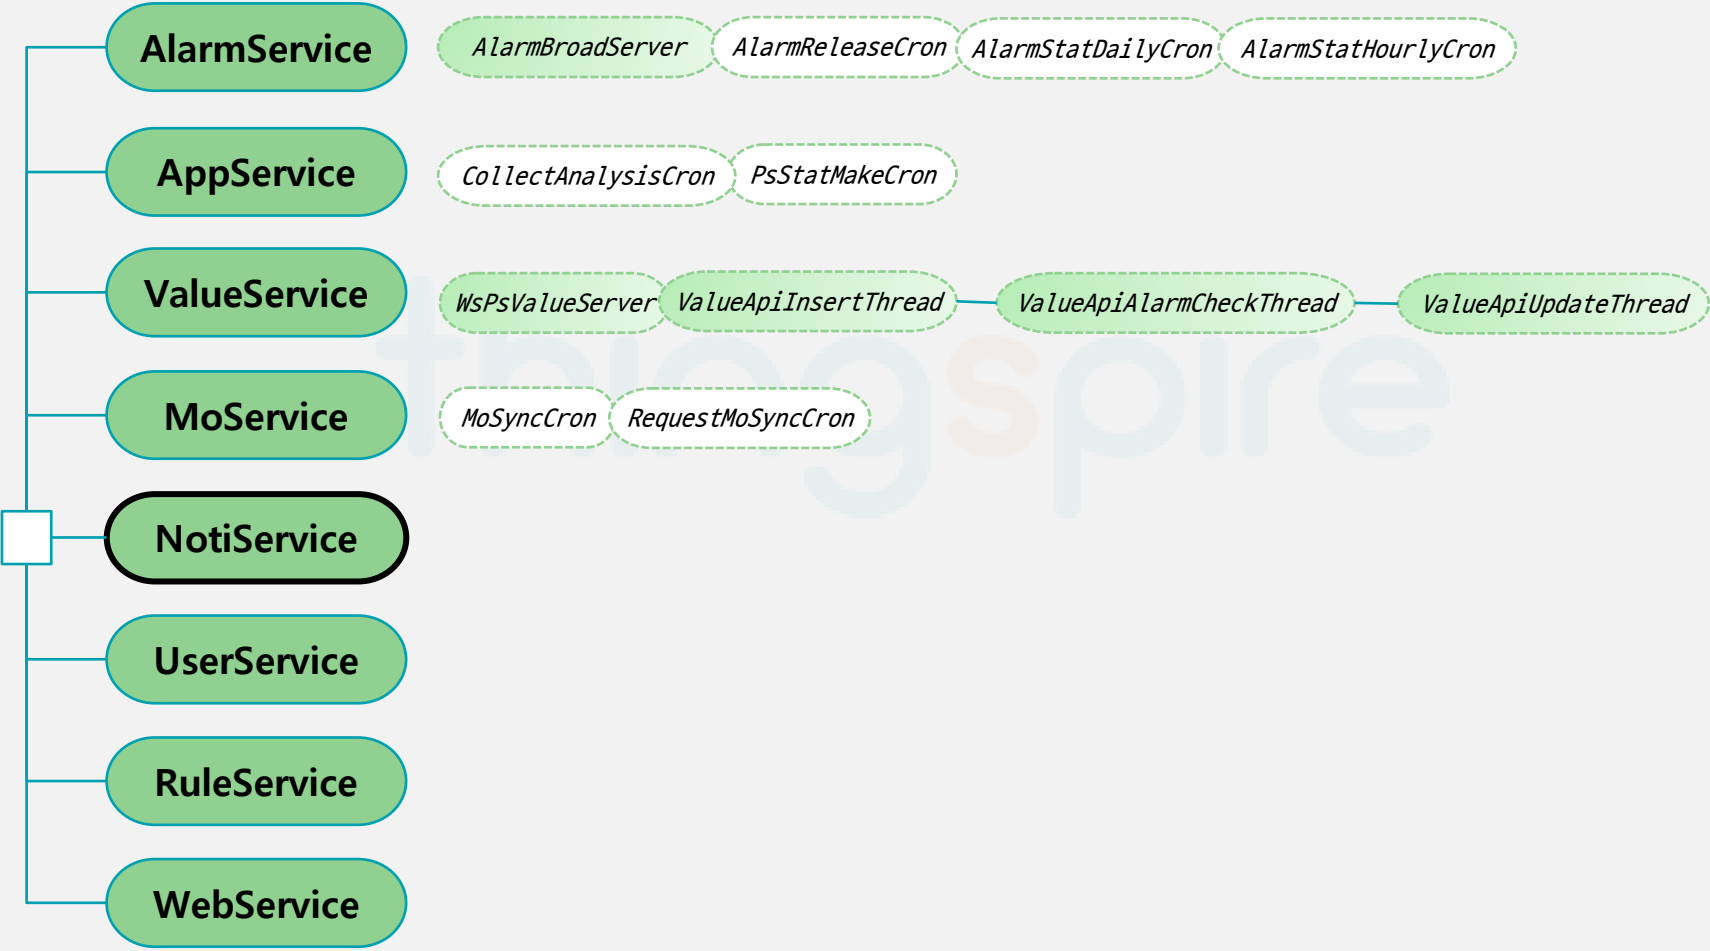 AlarmService AlarmBroadServer AlarmReleaseCron AlarmStatDailyCron AlarmStatHourlyCron
AppService CollectAnalysisCron PsStatMakeCron
ValueService WsPsValueServer ValueApiInsertThread ValueApiAlarmCheckThread ValueApiUpdateThread
thingspire
MoService MoSyncCron RequestMoSyncCron
NotiService
UserService
RuleService
WebService